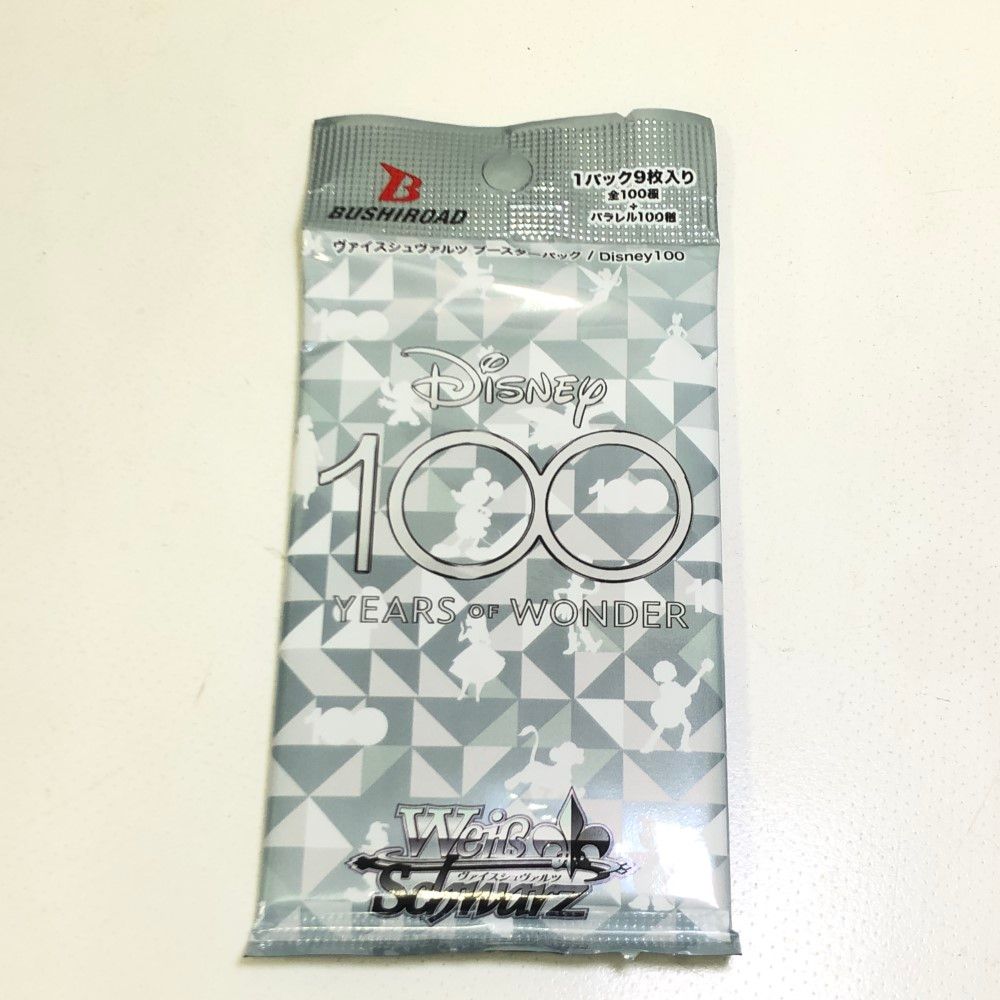 BUSHIROAD
1パック9枚入り
全100種
+
パラレル100種
ヴァイスシュヴァルツ ブースターパック / Disney100
Disney
100
YEARS OF WONDER
100
100
100
Weiß
ヴァイスシュヴァルツ
Schwarz